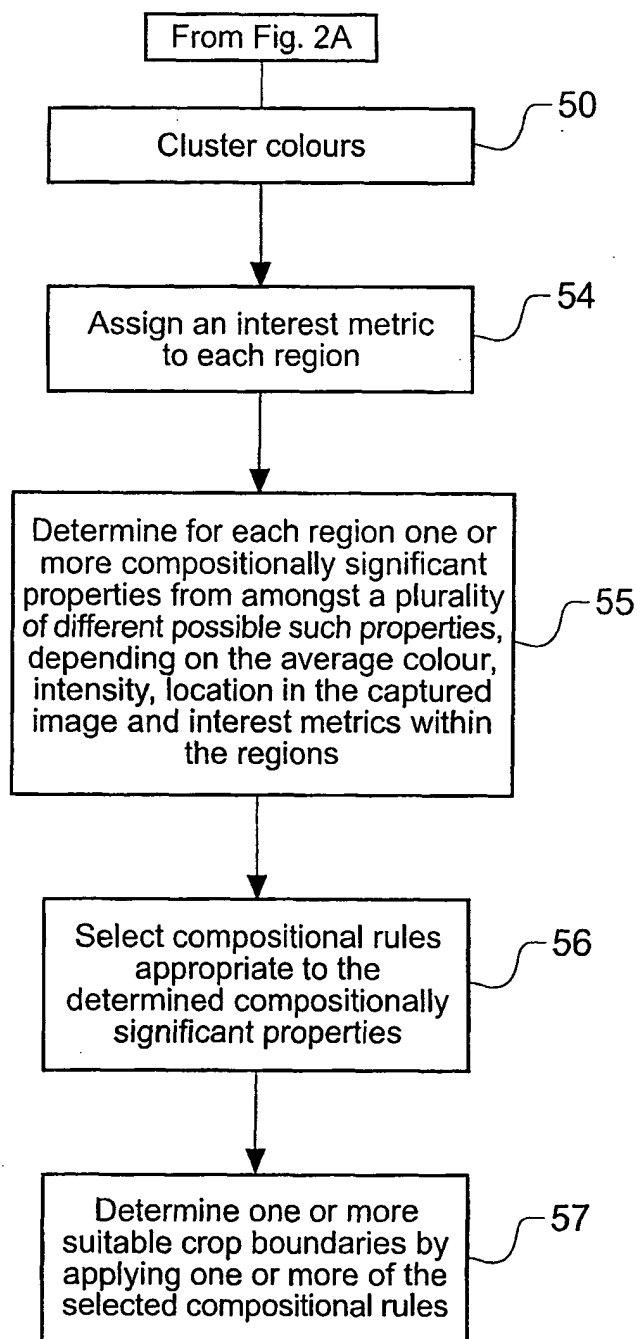 From Fig. 2A
50
Cluster colours
54
Assign an interest metric
to each region
Determine for each region one or
more compositionally significant
properties from amongst a plurality
of different possible such properties,
depending on the average colour,
intensity, location in the captured
image and interest metrics within
the regions
55
Select compositional rules
appropriate to the
determined compositionally
significant properties
56
Determine one or more
suitable crop boundaries by
applying one or more of the
selected compositional rules
57